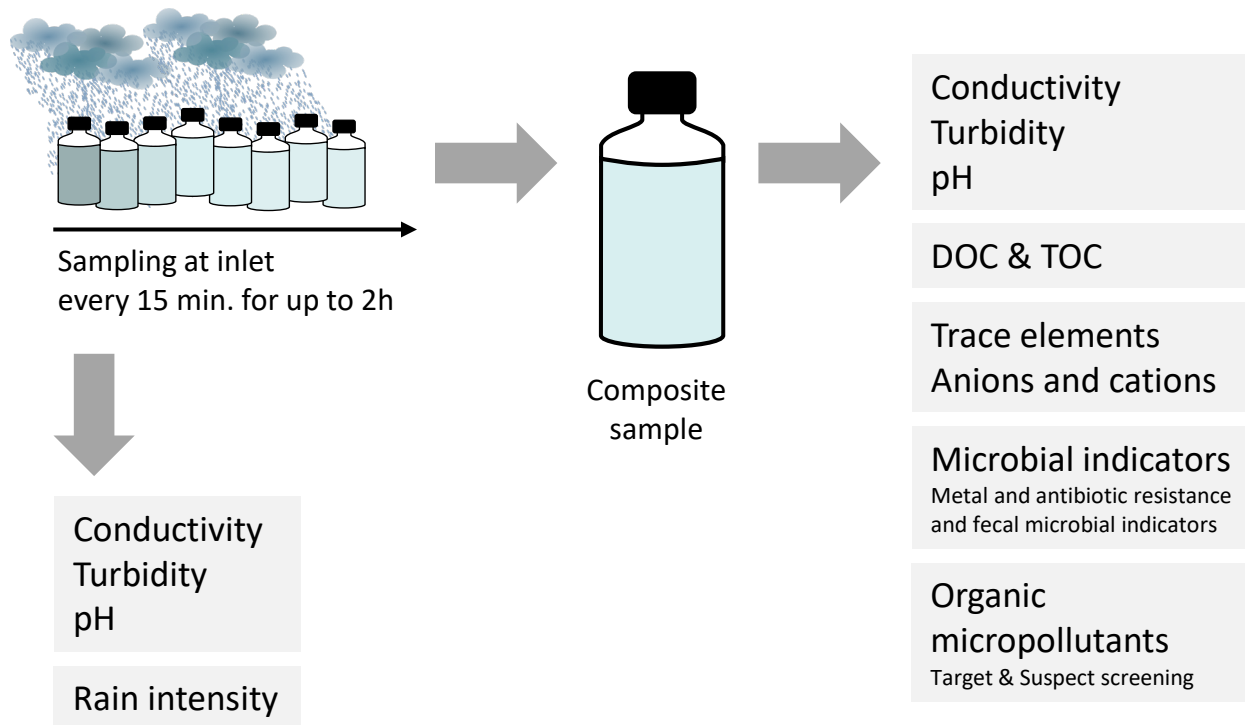 Sampling at inlet
every 15 min. for up to 2h
Conductivity
Turbidity
pH
Rain intensity
Composite
sample
Conductivity
Turbidity
pH
DOC & TOC
Trace elements
Anions and cations
Microbial indicators
Metal and antibiotic resistance
and fecal microbial indicators
Organic
micropollutants
Target & Suspect screening